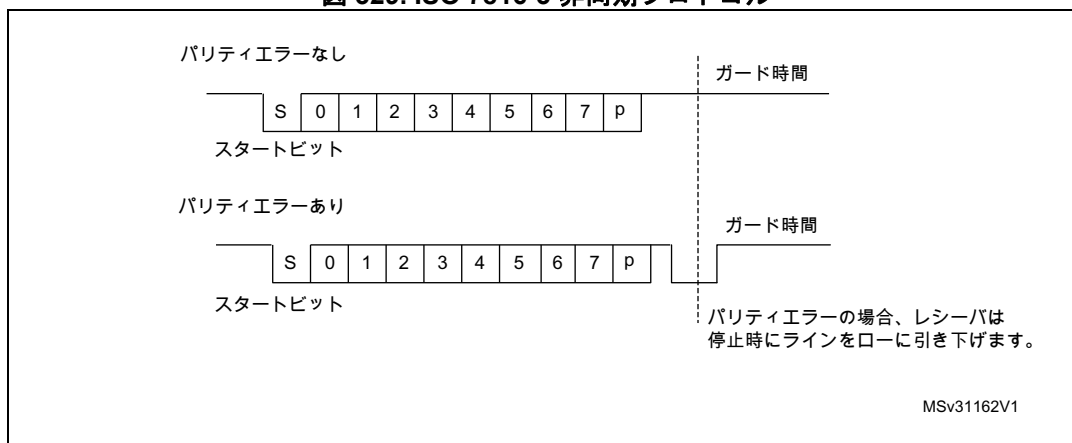 パリティエラーなし
ガード時間
S 0 1 2 3 4 5 6 7 p
スタートビット
パリティエラーあり
ガード時間
S 0 1 2 3 4 5 6 7 p
スタートビット
パリティエラーの場合、レシーバは
停止時にラインをローに引き下げます。
MSv31162V1